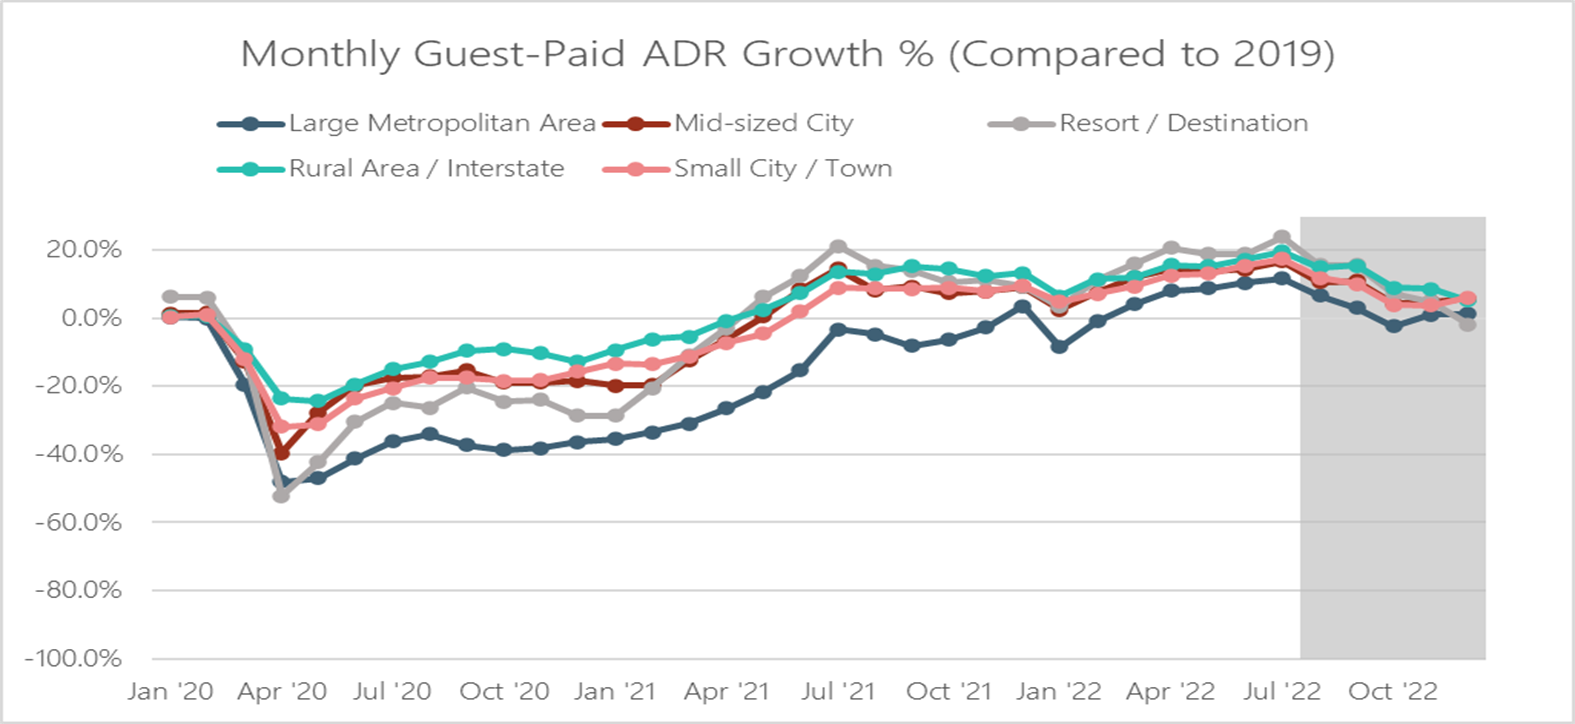 Monthly Guest-Paid ADR Growth % (Compared to 2019)
Large Metropolitan Area Mid-sized City Resort / Destination
Rural Area / Interstate Small City / Town
20.0%
0.0%
-20.0%
-40.0%
-60.0%
-80.0%
-100.0%
Jan '20 Apr '20 Jul '20 Oct '20 Jan '21 Apr '21 Jul '21 Oct '21 Jan '22 Apr '22 Jul '22 Oct '22